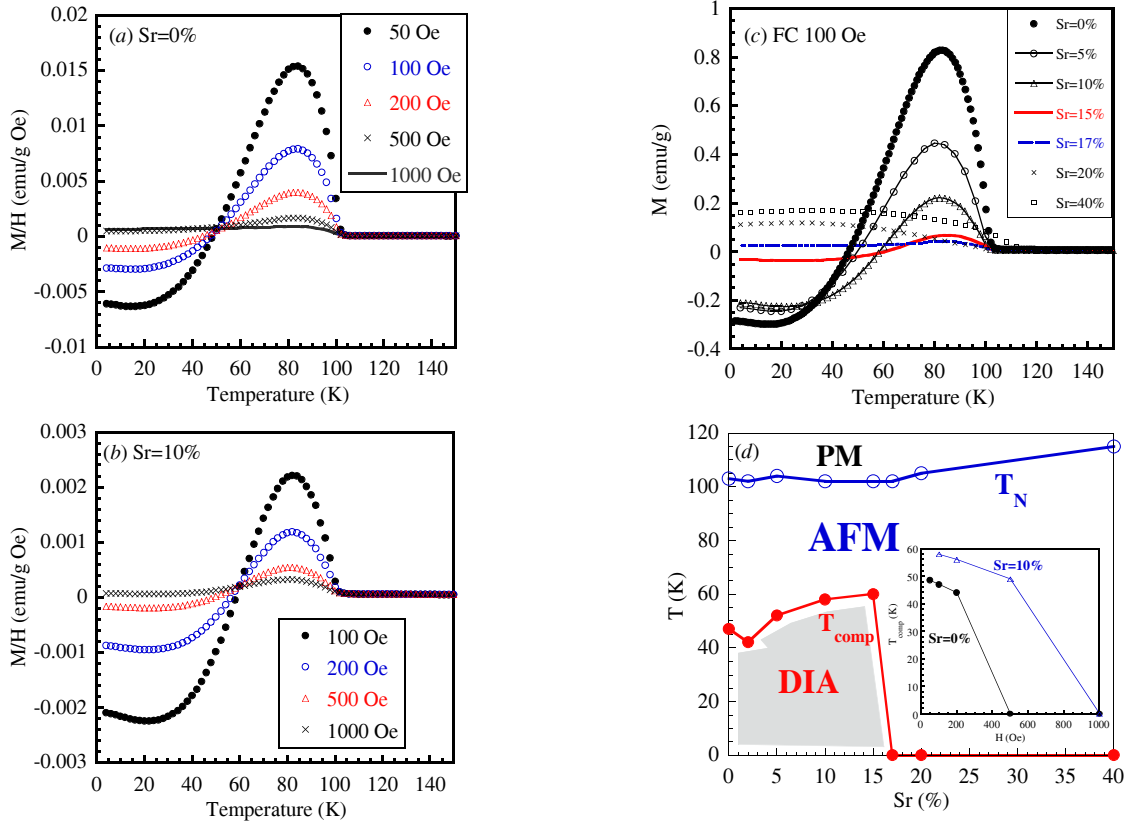 (a) Sr=0%
50 Oe
100 Oe
200 Oe
500 Oe
1000 Oe
0.02
0.015
0.01
0.005
0
-0.005
-0.01
M/H (emu/g Oe)
0 20 40 60 80 100 120 140
Temperature (K)
(c) FC 100 Oe
Sr=0%
Sr=5%
Sr=10%
Sr=15%
Sr=17%
Sr=20%
Sr=40%
1
0.8
0.6
0.4
0.2
0
-0.2
-0.4
M (emu/g)
0 20 40 60 80 100 120 140
Temperature (K)
(b) Sr=10%
100 Oe
200 Oe
500 Oe
1000 Oe
0.003
0.002
0.001
0
-0.001
-0.002
-0.003
M/H (emu/g Oe)
0 20 40 60 80 100 120 140
Temperature (K)
(d)
PM
T_N
AFM
T_comp
DIA
120
100
80
60
40
20
0
T (K)
0 5 10 15 20 25 30 35 40
Sr (%)
Sr=10%
Sr=0%
60
50
40
30
20
10
0
T_comp (K)
0 200 400 600 800 1000
H (Oe)